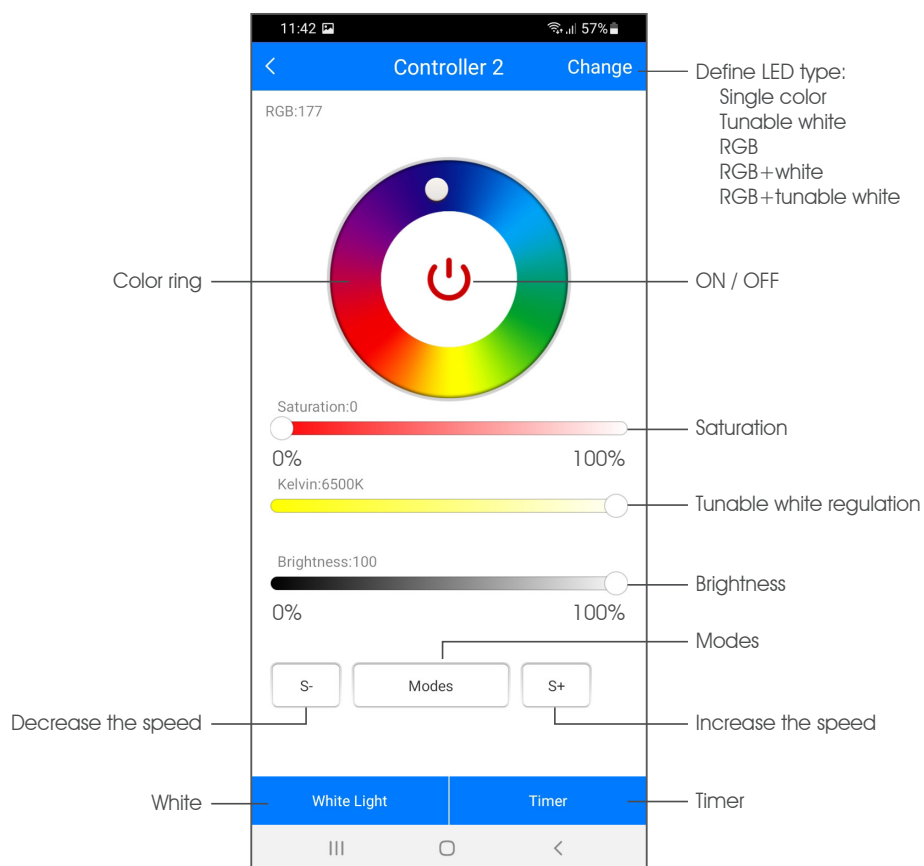 11:42 57%
Controller 2 Change
Define LED type:
Single color
Tunable white
RGB
RGB+white
RGB+tunable white
RGB:177
Color ring
ON / OFF
Saturation:0
Saturation
0% 100%
Kelvin:6500K
Tunable white regulation
Brightness:100
Brightness
0% 100%
Modes
S- Modes S+
Decrease the speed
Increase the speed
White
White Light Timer
Timer